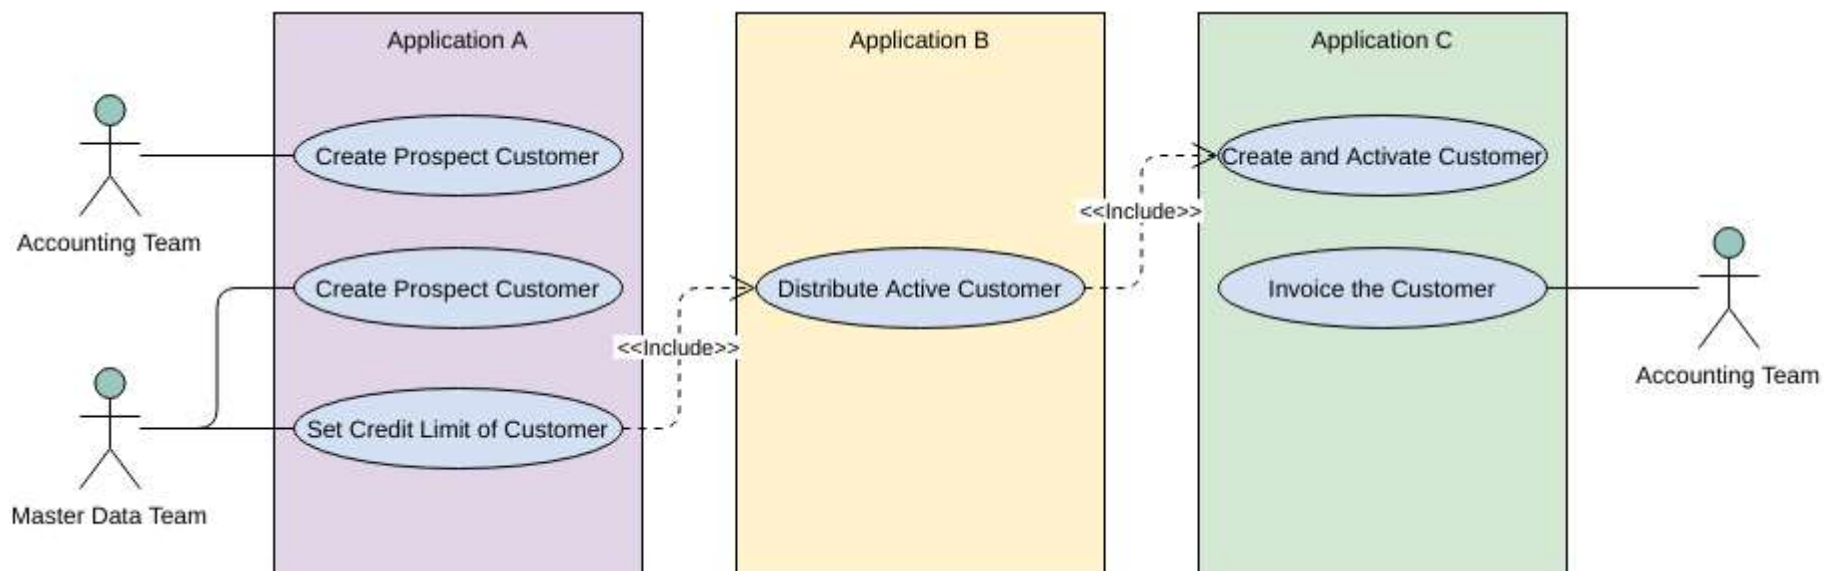 Application A
Application B
Application C
Create Prospect Customer
Create and Activate Customer
<<Include>>
Accounting Team
Create Prospect Customer
Distribute Active Customer
Invoice the Customer
<<Include>>
Accounting Team
Set Credit Limit of Customer
Master Data Team